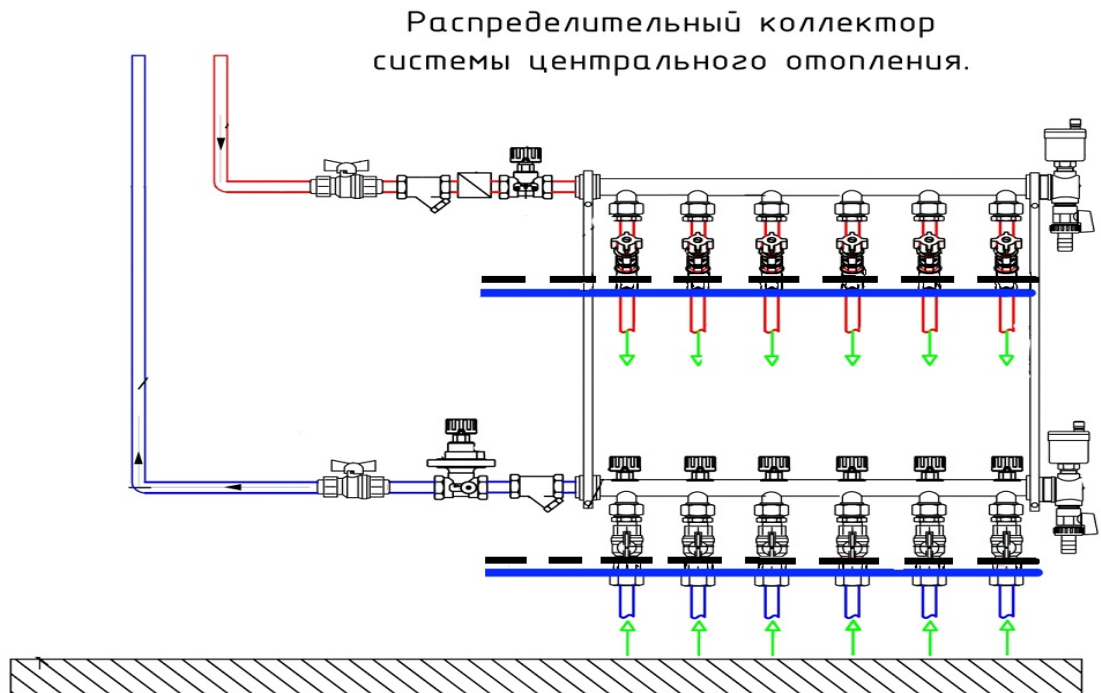 Распределительный коллектор
системы центрального отопления.